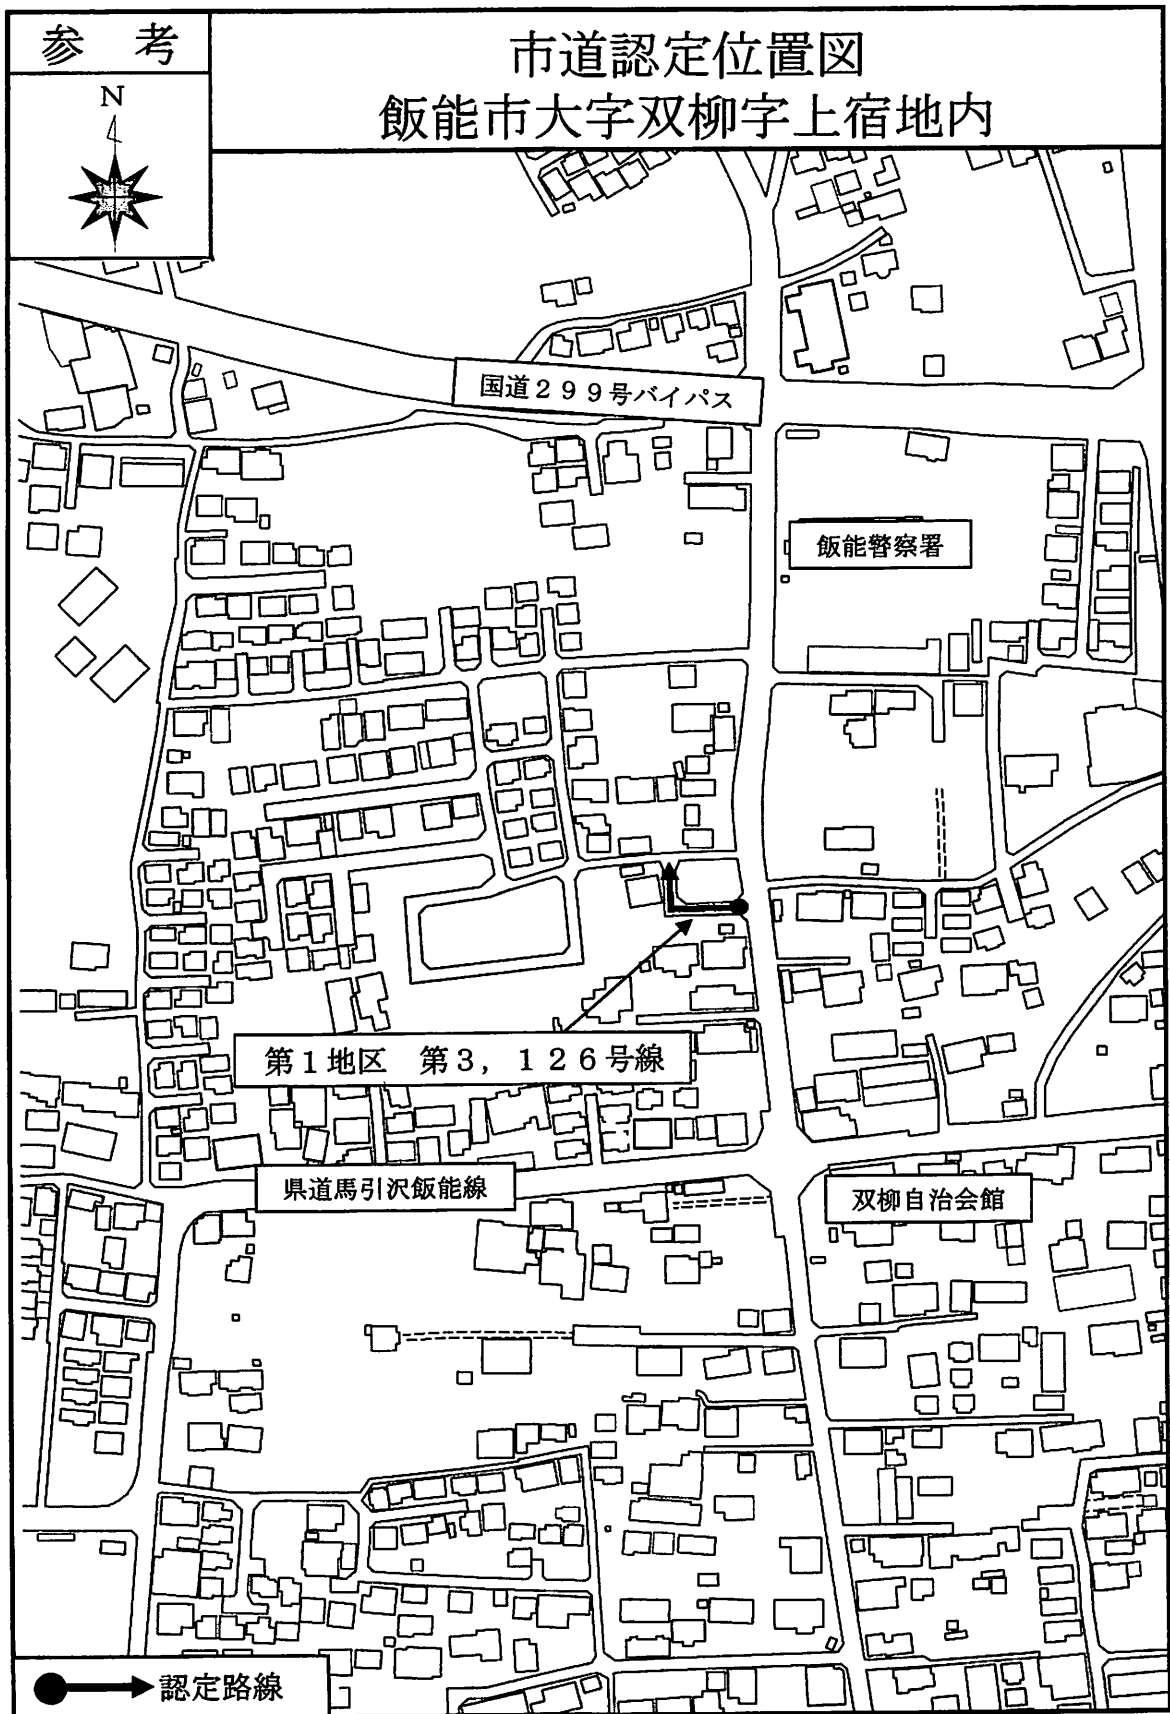 参 考
市道認定位置図
飯能市大字双柳字上宿地内
N
国道299号バイパス
飯能警察署
第1地区 第3,126号線
県道馬引沢飯能線
双柳自治会館
認定路線